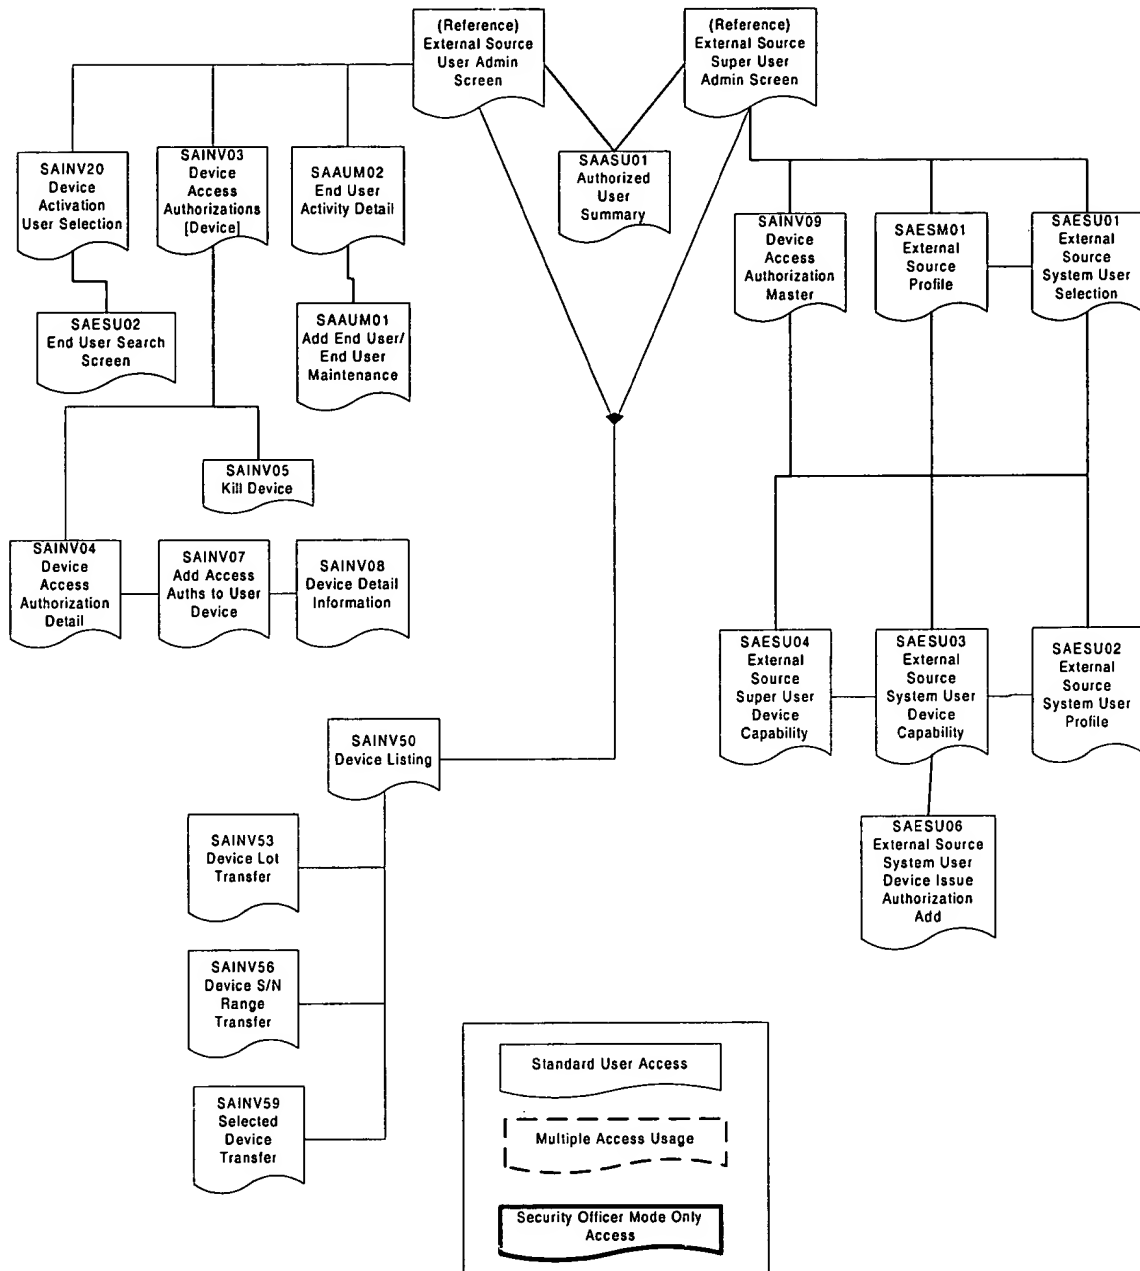 (Reference)
External Source
User Admin
Screen
(Reference)
External Source
Super User
Admin Screen
SAINV20
Device
Activation
User Selection
SAINV03
Device
Access
Authorizations
[Device]
SAAUM02
End User
Activity Detail
SAASU01
Authorized
User
Summary
SAINV09
Device
Access
Authorization
Master
SAESM01
External
Source
Profile
SAESU01
External
Source
System User
Selection
SAESU02
End User Search
Screen
SAAUM01
Add End User/
End User
Maintenance
SAINV05
Kill Device
SAINV04
Device
Access
Authorization
Detail
SAINV07
Add Access
Auths to User
Device
SAINV08
Device Detail
Information
SAESU04
External
Source
Super User
Device
Capability
SAESU03
External
Source
System User
Device
Capability
SAESU02
External
Source
System User
Profile
SAINV50
Device Listing
SAESU06
External Source
System User
Device Issue
Authorization
Add
SAINV53
Device Lot
Transfer
SAINV56
Device S/N
Range
Transfer
SAINV59
Selected
Device
Transfer
Standard User Access
Multiple Access Usage
Security Officer Mode Only
Access